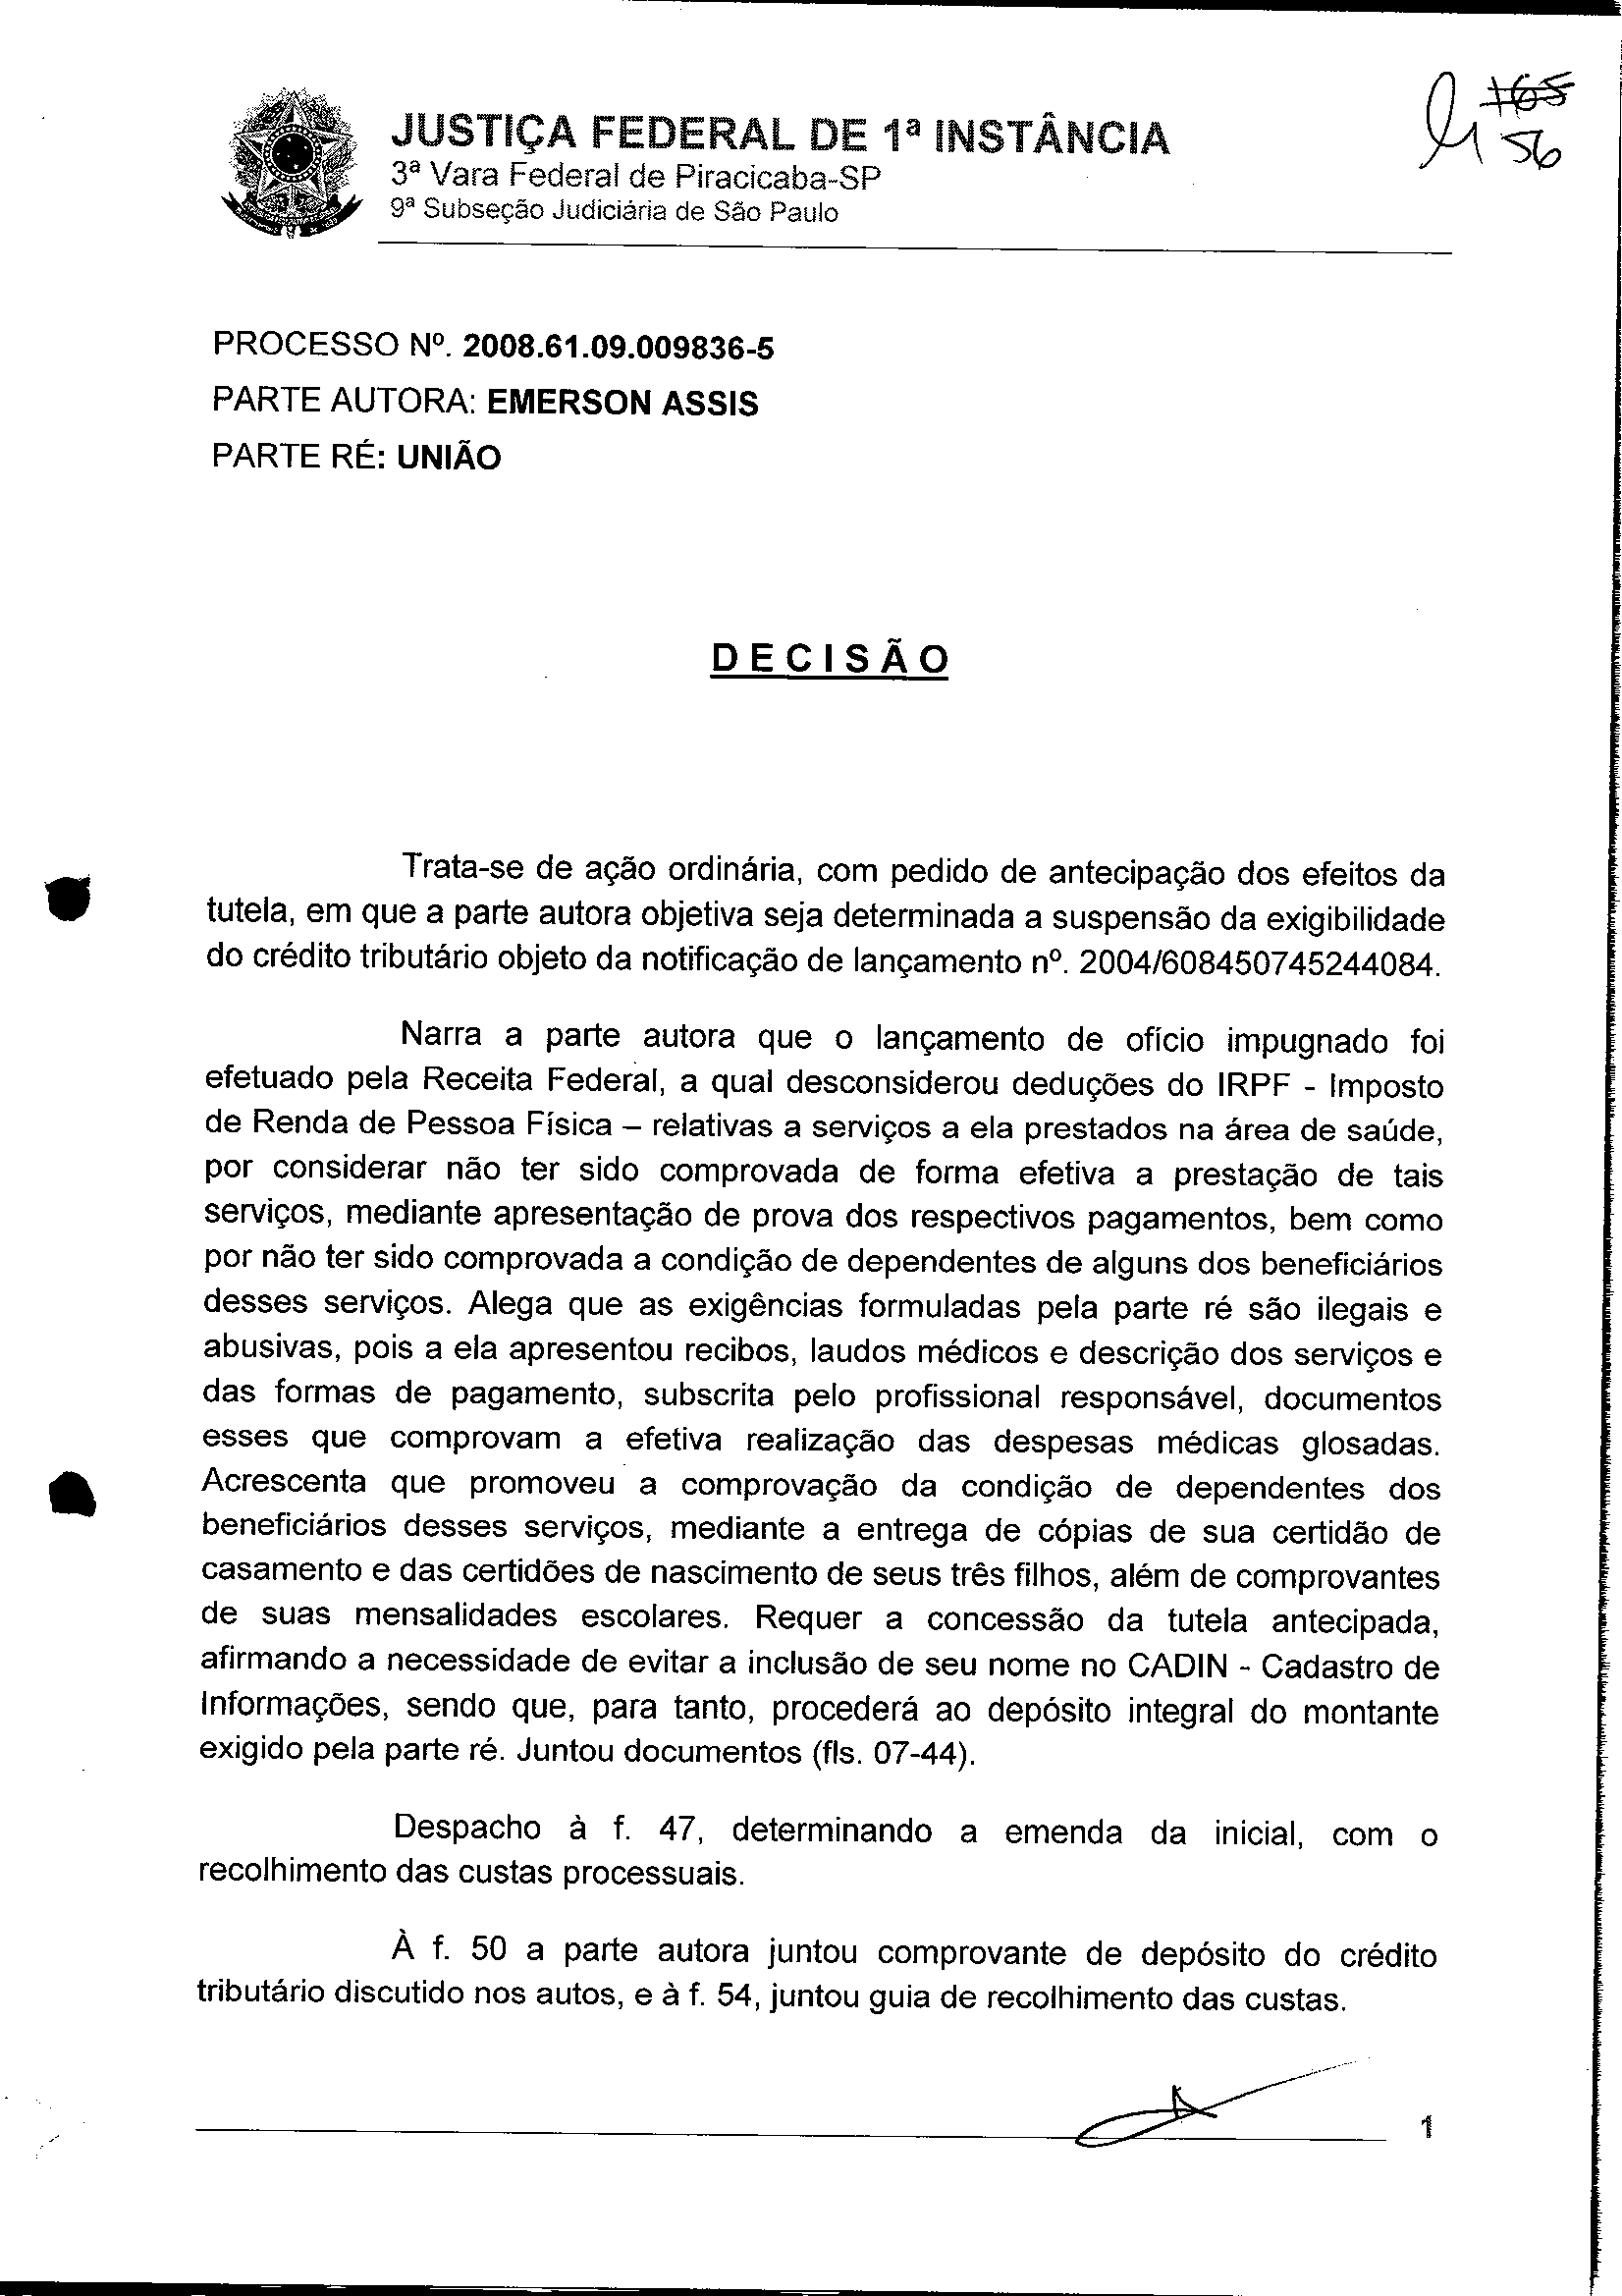 JUSTIÇA FEDERAL DE 1ª INSTÂNCIA
3ª Vara Federal de Piracicaba-SP
9ª Subseção Judiciária de São Paulo
165
56
PROCESSO Nº. 2008.61.09.009836-5
PARTE AUTORA: EMERSON ASSIS
PARTE RÉ: UNIÃO
DECISÃO
Trata-se de ação ordinária, com pedido de antecipação dos efeitos da
tutela, em que a parte autora objetiva seja determinada a suspensão da exigibilidade
do crédito tributário objeto da notificação de lançamento nº. 2004/608450745244084.
Narra a parte autora que o lançamento de ofício impugnado foi
efetuado pela Receita Federal, a qual desconsiderou deduções do IRPF - Imposto
de Renda de Pessoa Física – relativas a serviços a ela prestados na área de saúde,
por considerar não ter sido comprovada de forma efetiva a prestação de tais
serviços, mediante apresentação de prova dos respectivos pagamentos, bem como
por não ter sido comprovada a condição de dependentes de alguns dos beneficiários
desses serviços. Alega que as exigências formuladas pela parte ré são ilegais e
abusivas, pois a ela apresentou recibos, laudos médicos e descrição dos serviços e
das formas de pagamento, subscrita pelo profissional responsável, documentos
esses que comprovam a efetiva realização das despesas médicas glosadas.
Acrescenta que promoveu a comprovação da condição de dependentes dos
beneficiários desses serviços, mediante a entrega de cópias de sua certidão de
casamento e das certidões de nascimento de seus três filhos, além de comprovantes
de suas mensalidades escolares. Requer a concessão da tutela antecipada,
afirmando a necessidade de evitar a inclusão de seu nome no CADIN - Cadastro de
Informações, sendo que, para tanto, procederá ao depósito integral do montante
exigido pela parte ré. Juntou documentos (fls. 07-44).
Despacho à f. 47, determinando a emenda da inicial, com o
recolhimento das custas processuais.
À f. 50 a parte autora juntou comprovante de depósito do crédito
tributário discutido nos autos, e à f. 54, juntou guia de recolhimento das custas.
1